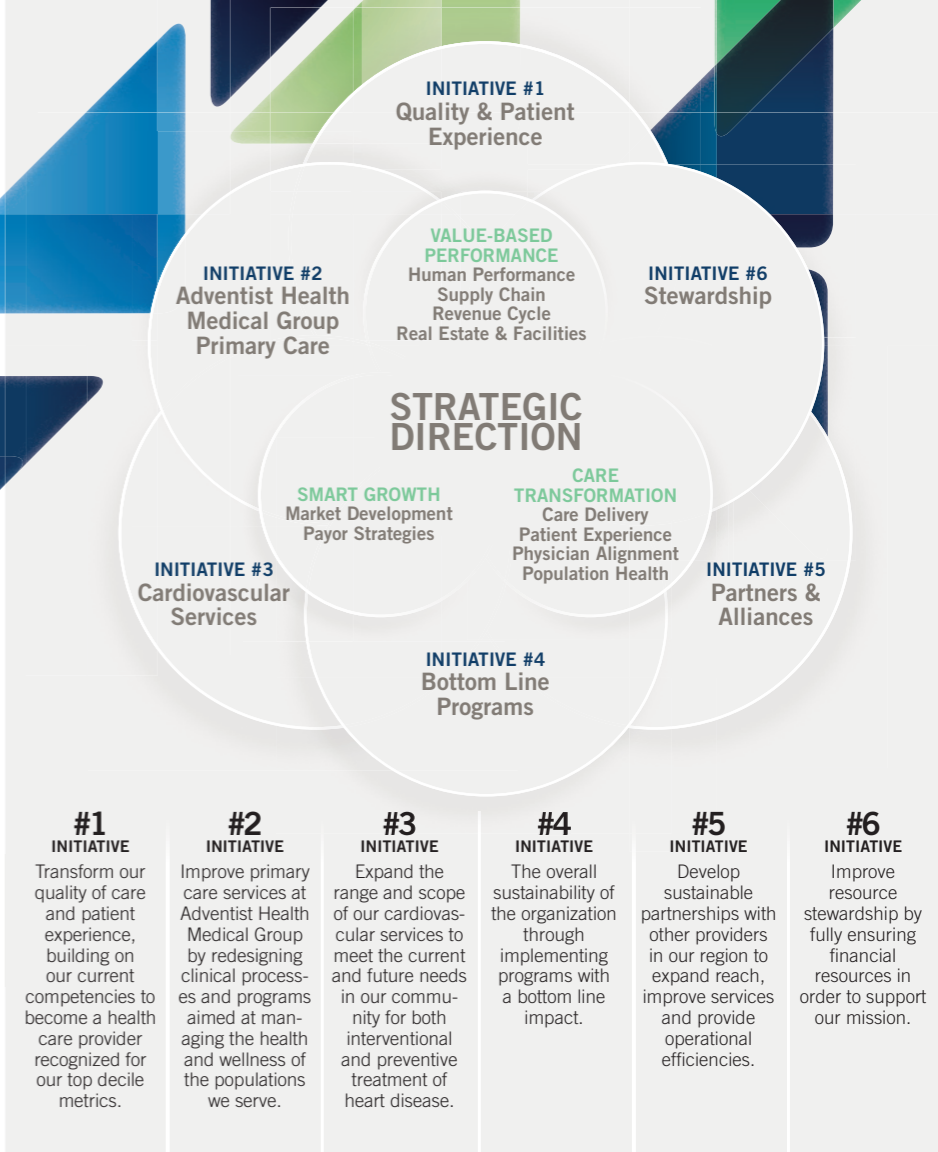 INITIATIVE #1
Quality & Patient
Experience
VALUE-BASED
PERFORMANCE
Human Performance
Supply Chain
Revenue Cycle
Real Estate & Facilities
INITIATIVE #2
Adventist Health
Medical Group
Primary Care
INITIATIVE #6
Stewardship
STRATEGIC
DIRECTION
SMART GROWTH
Market Development
Payor Strategies
CARE
TRANSFORMATION
Care Delivery
Patient Experience
Physician Alignment
Population Health
INITIATIVE #3
Cardiovascular
Services
INITIATIVE #5
Partners &
Alliances
INITIATIVE #4
Bottom Line
Programs
#1
INITIATIVE
Transform our
quality of care
and patient
experience,
building on
our current
competencies to
become a health
care provider
recognized for
our top decile
metrics.
#2
INITIATIVE
Improve primary
care services at
Adventist Health
Medical Group
by redesigning
clinical process-
es and programs
aimed at man-
aging the health
and wellness of
the populations
we serve.
#3
INITIATIVE
Expand the
range and scope
of our cardiovas-
cular services to
meet the current
and future needs
in our commu-
nity for both
interventional
and preventive
treatment of
heart disease.
#4
INITIATIVE
The overall
sustainability of
the organization
through
implementing
programs with
a bottom line
impact.
#5
INITIATIVE
Develop
sustainable
partnerships with
other providers
in our region to
expand reach,
improve services
and provide
operational
efficiencies.
#6
INITIATIVE
Improve
resource
stewardship by
fully ensuring
financial
resources in
order to support
our mission.